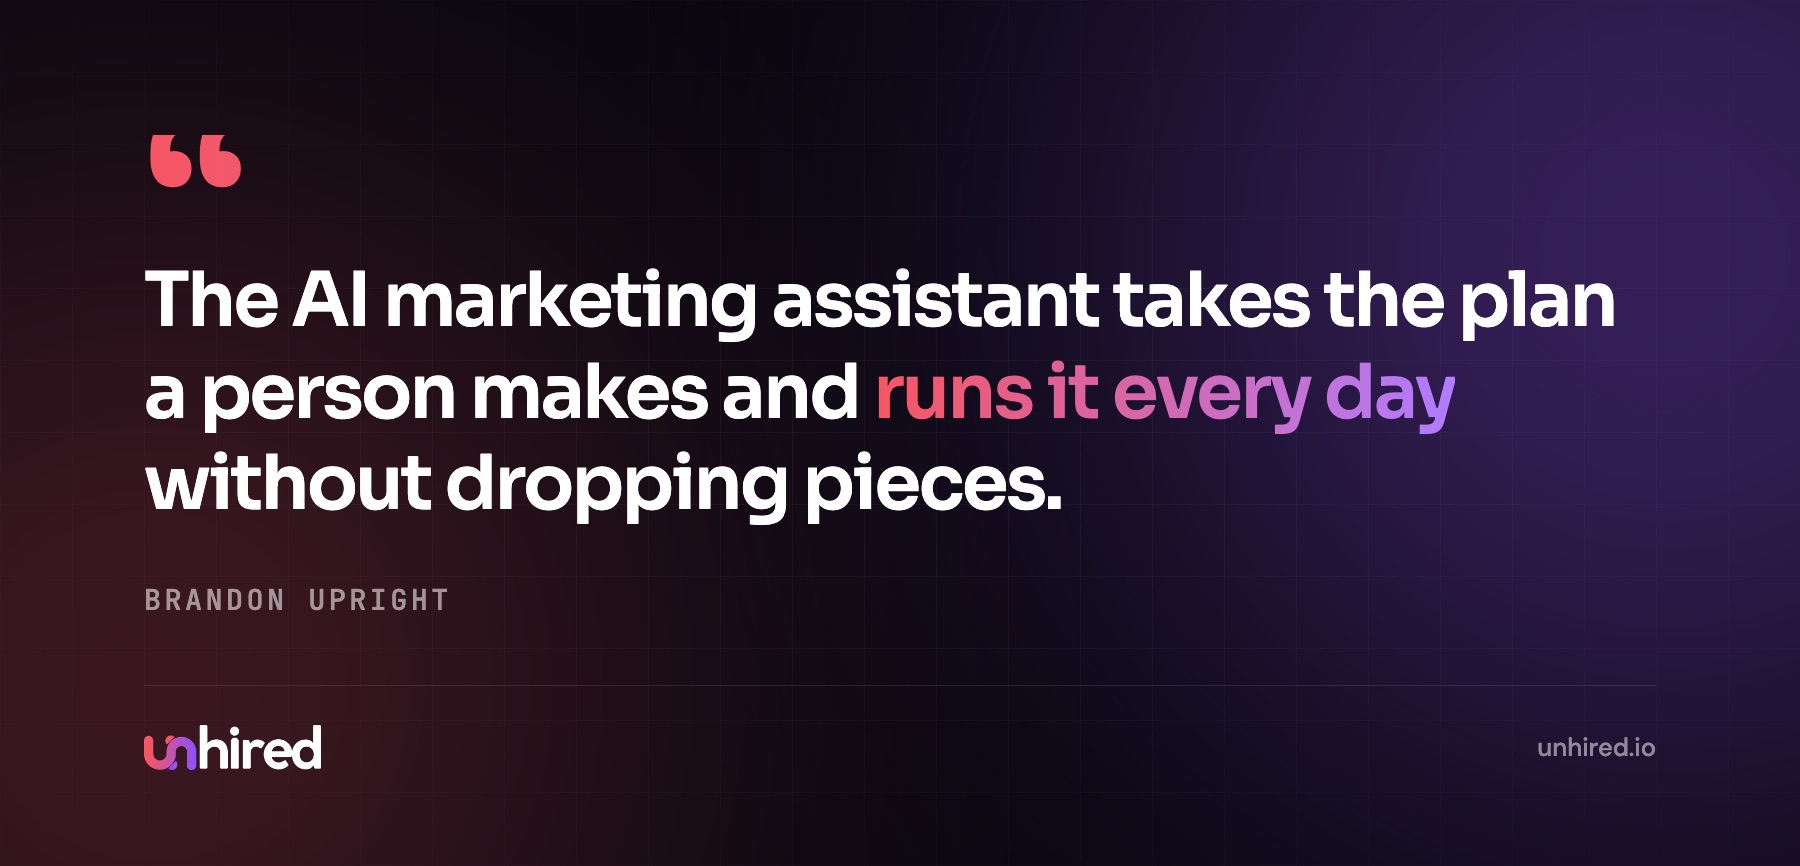 “
The AI marketing assistant takes the plan
a person makes and runs it every day
without dropping pieces.
BRANDON UPRIGHT
unhired
unhired.io